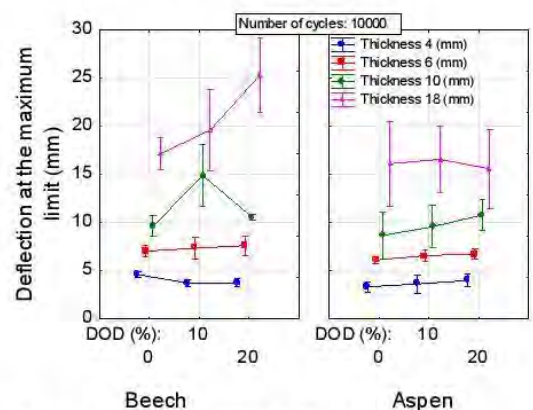 Number of cycles: 10000
Thickness 4 (mm)
Thickness 6 (mm)
Thickness 10 (mm)
Thickness 18 (mm)
Deflection at the maximum
limit (mm)
30
25
20
15
10
5
0
DOD (%): 10
0 20
DOD (%): 10
0 20
Beech Aspen